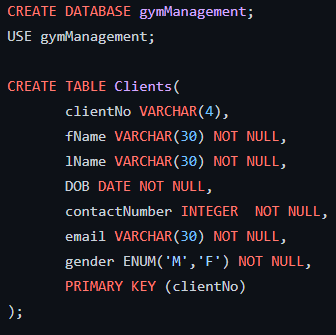 CREATE DATABASE gymManagement;
USE gymManagement;

CREATE TABLE Clients(
        clientNo VARCHAR(4),
        fName VARCHAR(30) NOT NULL,
        lName VARCHAR(30) NOT NULL,
        DOB DATE NOT NULL,
        contactNumber INTEGER  NOT NULL,
        email VARCHAR(30) NOT NULL,
        gender ENUM('M','F') NOT NULL,
        PRIMARY KEY (clientNo)
);